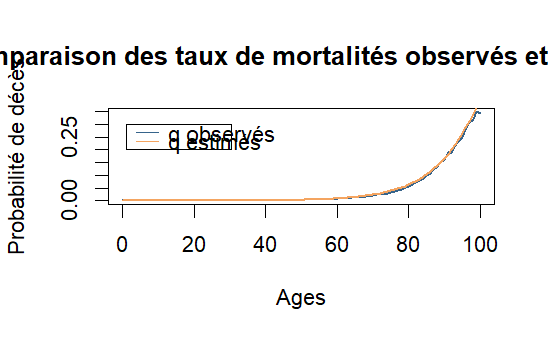 mparaison des taux de mortalités observés et
Probabilité de décès
0.25
0.00
q observés
q estimés
0 20 40 60 80 100
Ages